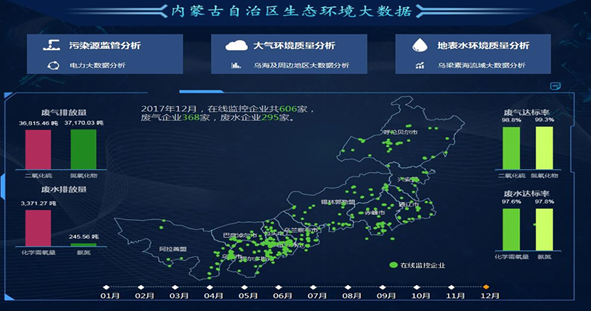 内蒙古自治区生态环境大数据
污染源监管分析
电力大数据分析
大气环境质量分析
乌海及周边地区大数据分析
地表水环境质量分析
乌梁素海流域大数据分析
2017年12月，在线监控企业共606家，
废气企业368家，废水企业295家。
废气排放量
36,815.46 吨
37,170.03 吨
二氧化硫
氮氧化物
废水排放量
3,371.27 吨
245.56 吨
化学需氧量
氨氮
呼伦贝尔市
兴安盟
通辽市
锡林郭勒盟
赤峰市
乌兰察布市
巴彦淖尔市
阿拉善盟
在线监控企业
废气达标率
98.8%
99.3%
二氧化硫
氮氧化物
废水达标率
97.6%
97.8%
化学需氧量
氨氮
01月
02月
03月
04月
05月
06月
07月
08月
09月
10月
11月
12月